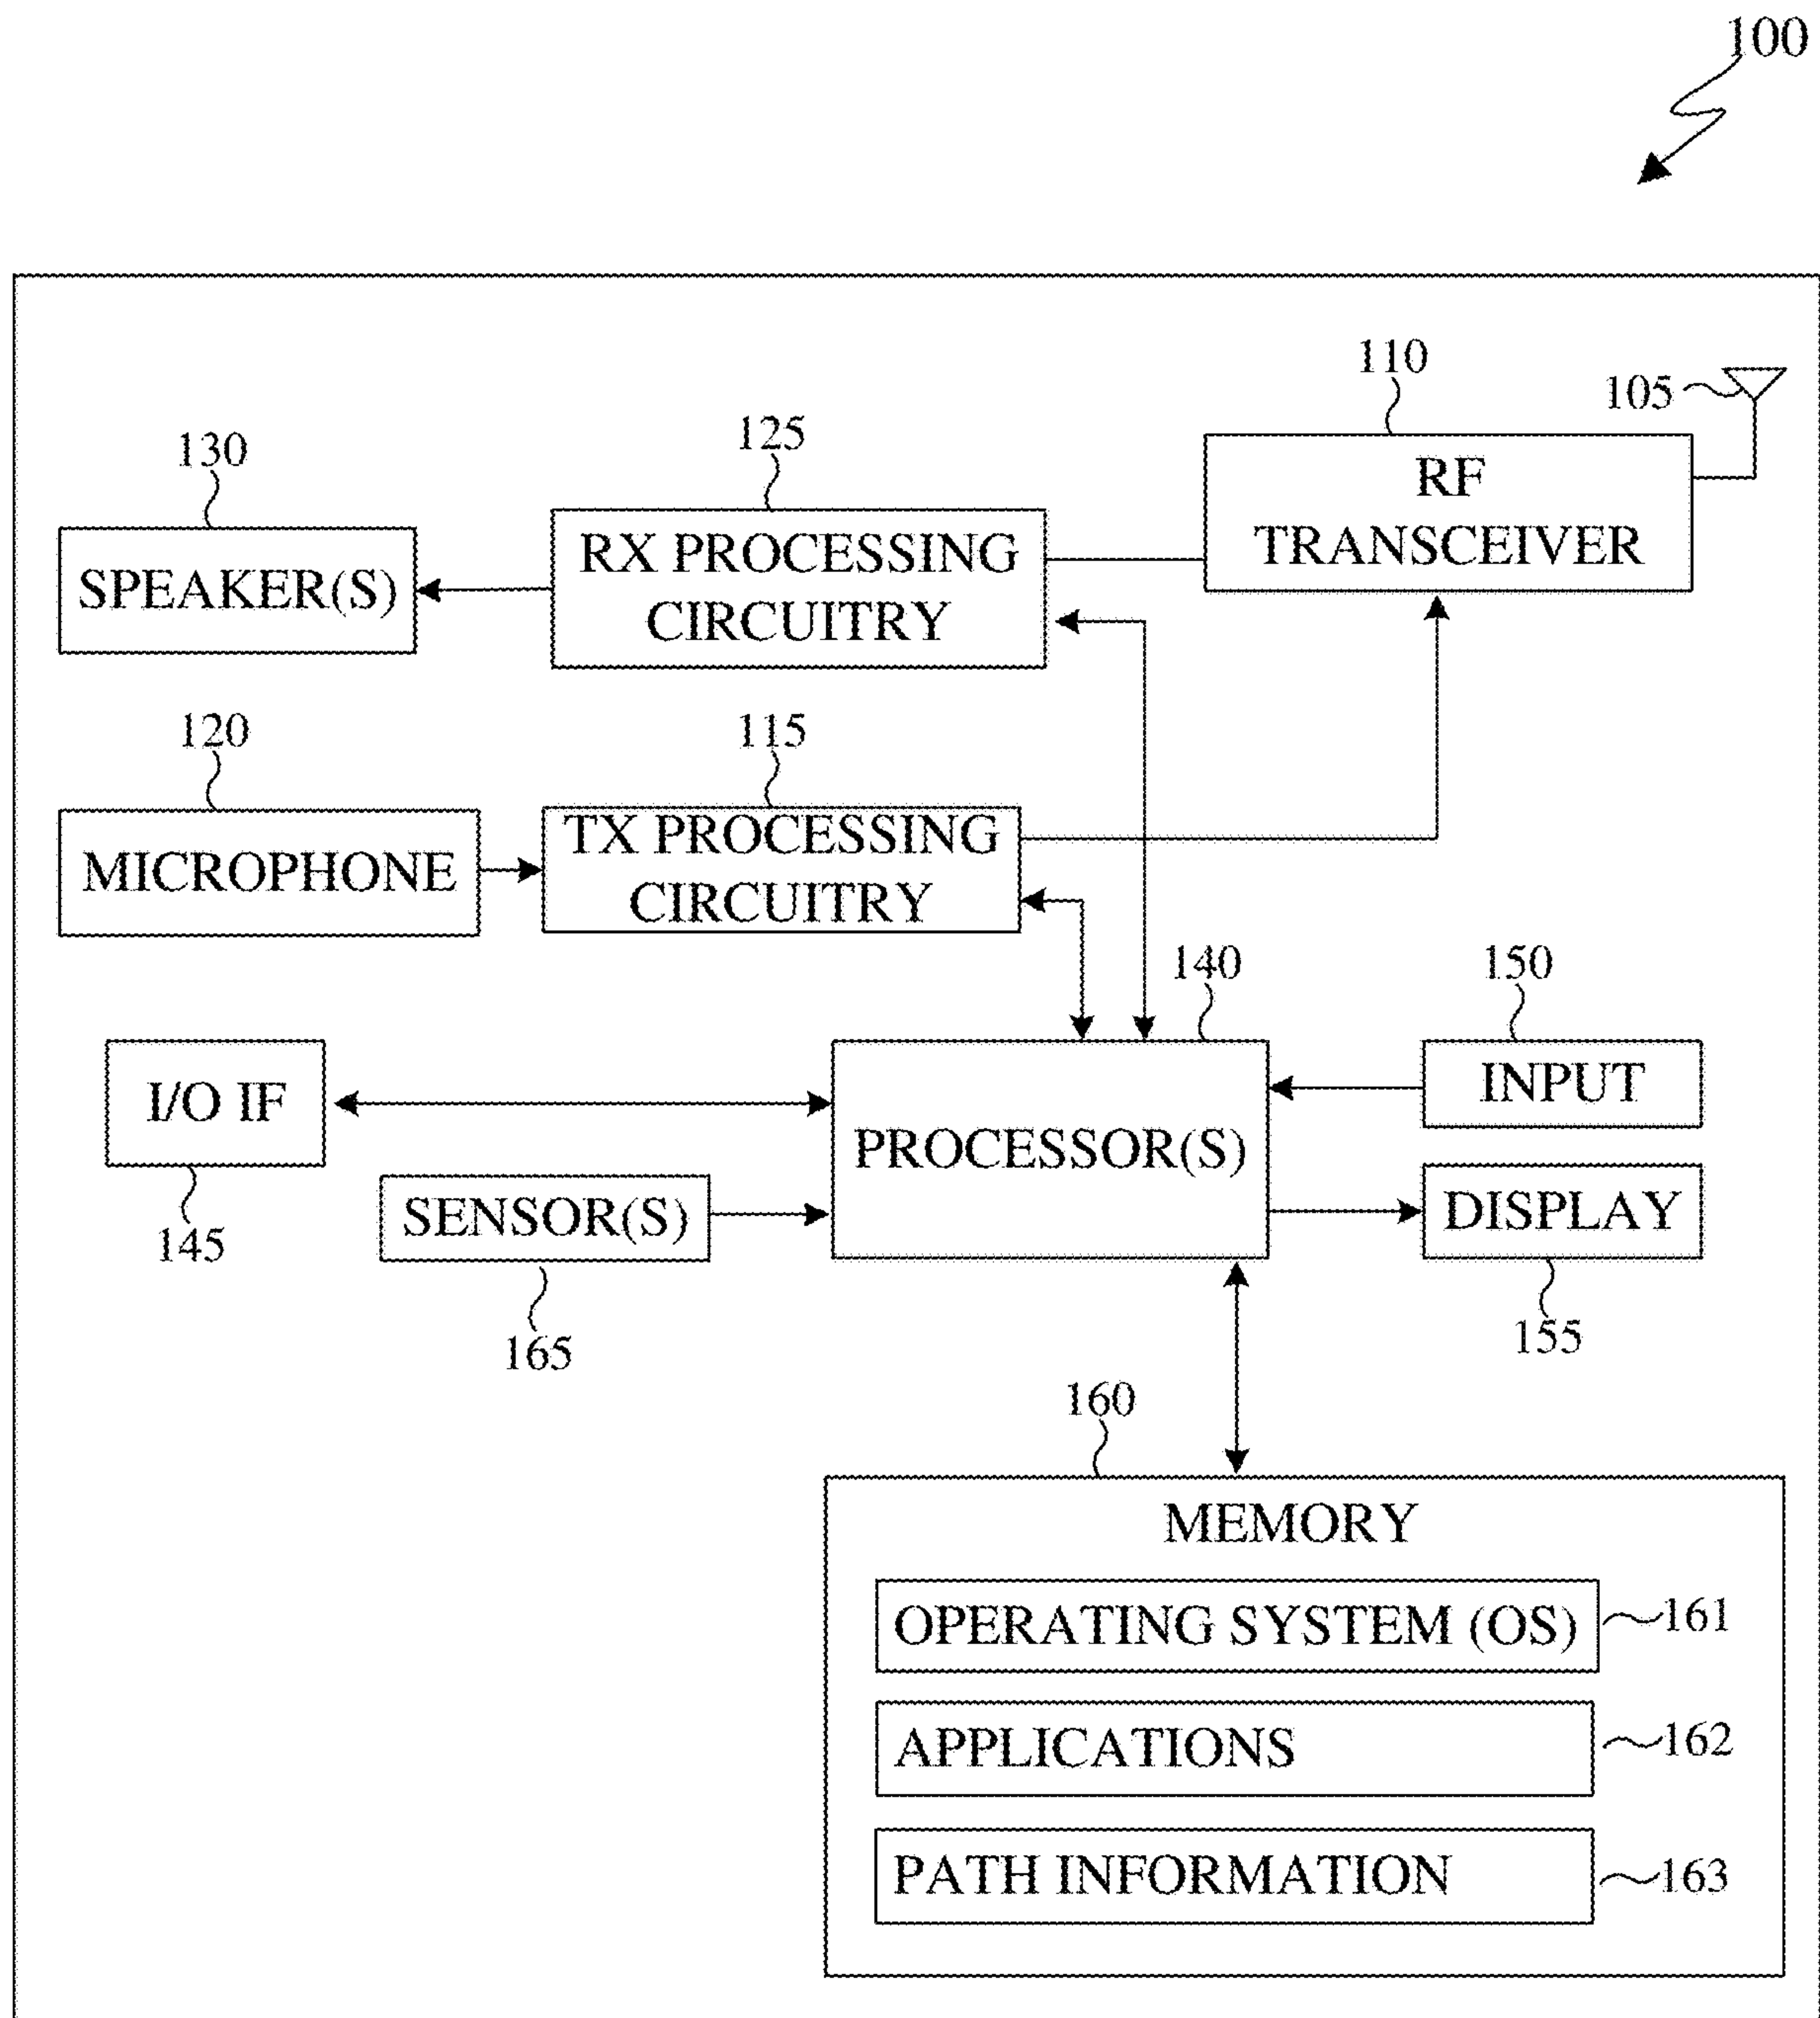 100
110
105
125
130
RF
TRANSCEIVER
RX PROCESSING
CIRCUITRY
SPEAKER(S)
120
115
TX PROCESSING
CIRCUITRY
MICROPHONE
140
150
I/O IF
INPUT
PROCESSOR(S)
SENSOR(S)
DISPLAY
145
165
155
160
MEMORY
OPERATING SYSTEM (OS)
161
APPLICATIONS
162
PATH INFORMATION
163